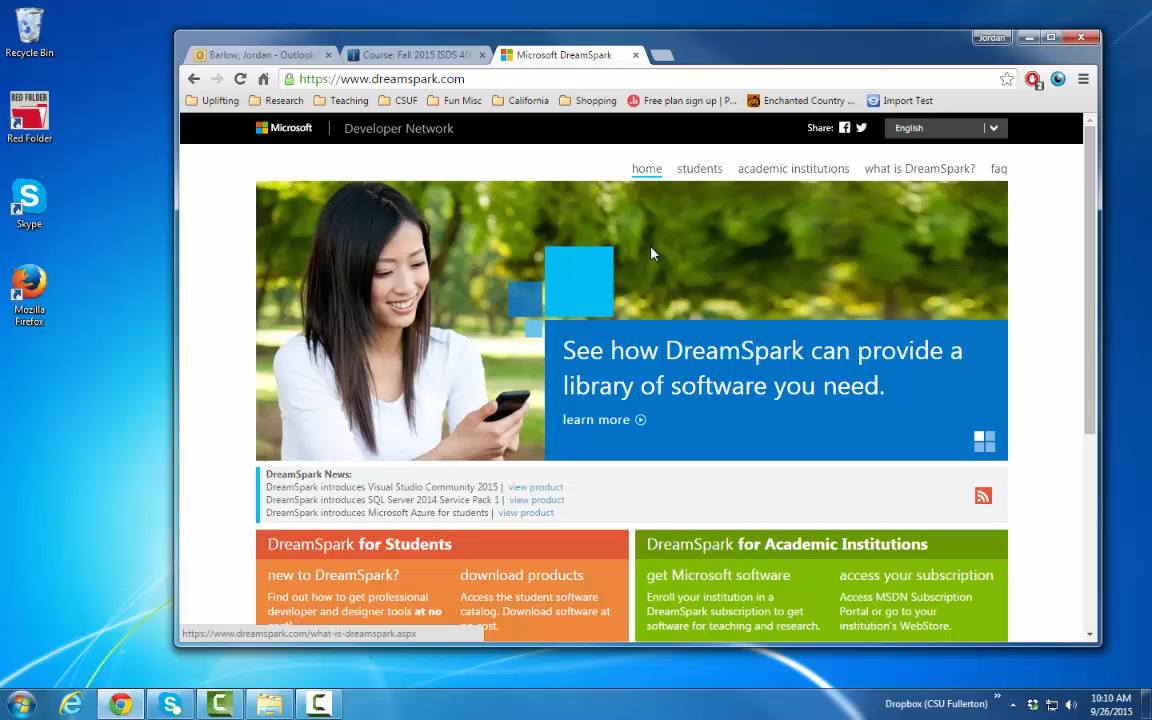 Recycle Bin
RED FOLDER
Red Folder
Skype
Mozilla
Firefox
Jordan
Barlow, Jordan - Outlook
Course: Fall 2015 ISDS 40
Microsoft DreamSpark
https://www.dreamspark.com
2
Uplifting
Research
Teaching
CSUF
Fun Misc
California
Shopping
Free plan sign up | P...
Enchanted Country ...
Import Test
Microsoft
Developer Network
Share:
English
home
students
academic institutions
what is DreamSpark?
faq
See how DreamSpark can provide a
library of software you need.
learn more
DreamSpark News:
DreamSpark introduces Visual Studio Community 2015 | view product
DreamSpark introduces SQL Server 2014 Service Pack 1 | view product
DreamSpark introduces Microsoft Azure for students | view product
DreamSpark for Students
new to DreamSpark?
Find out how to get professional
developer and designer tools at no
download products
Access the student software
catalog. Download software at
no cost.
DreamSpark for Academic Institutions
get Microsoft software
Enroll your institution in a
DreamSpark subscription to get
software for teaching and research.
access your subscription
Access MSDN Subscription
Portal or go to your
institution's WebStore.
https://www.dreamspark.com/what-is-dreamspark.aspx
Dropbox (CSU Fullerton)
10:10 AM
9/26/2015